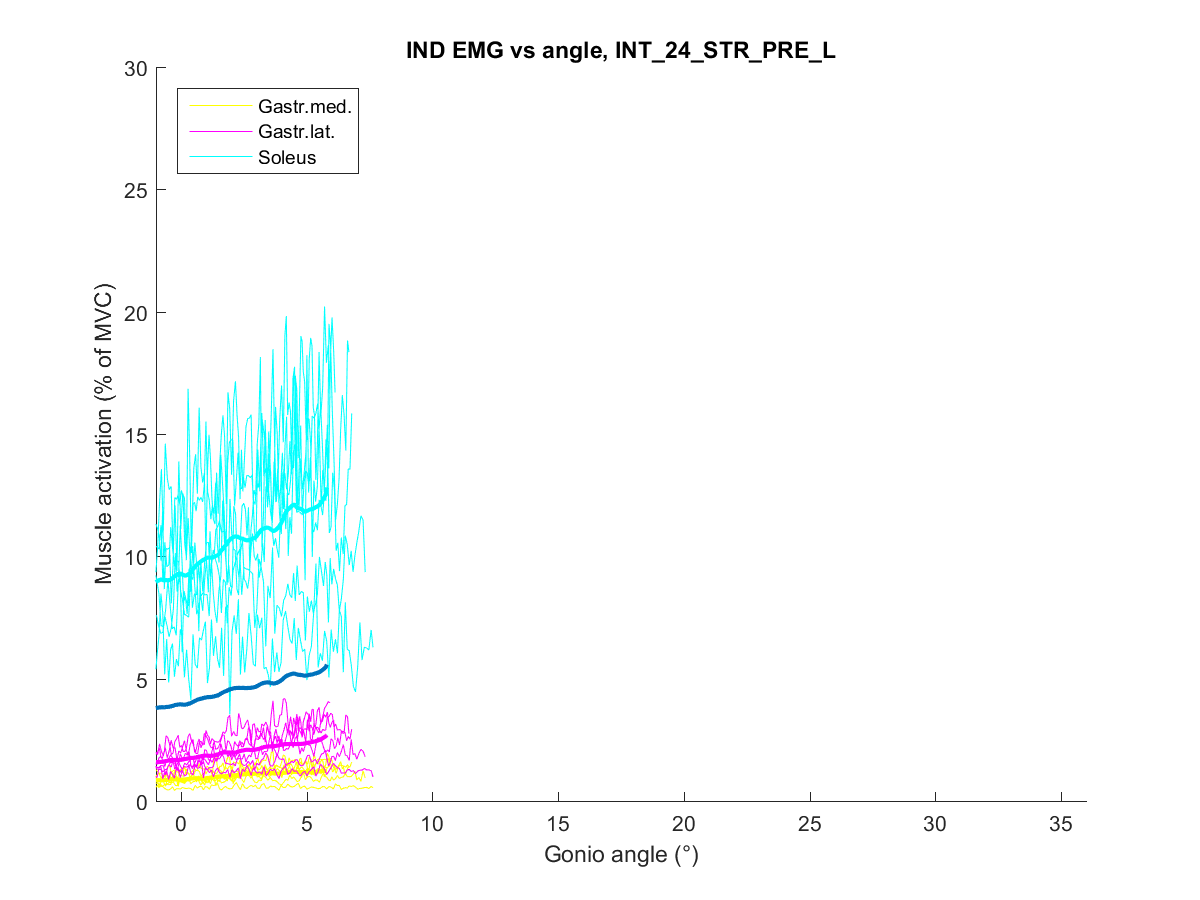 IND EMG vs angle, INT_24_STR_PRE_L
30
25
20
15
10
5
0
Gastr.med.
Gastr.lat.
Soleus
Muscle activation (% of MVC)
0 5 10 15 20 25 30 35
Gonio angle (°)